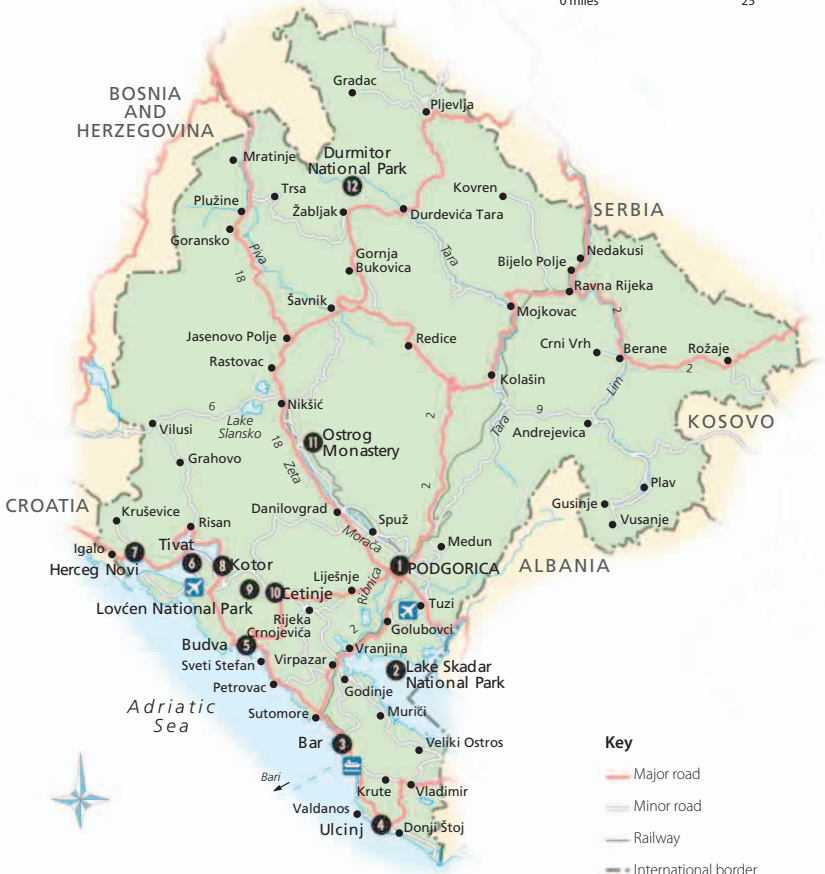 0 miles 25
Gradac
BOSNIA
AND
HERZEGOVINA
Pljevlja
Mratinje
Durmitor
National Park
12
Trsa
Kovren
Plužine
Žabljak
Durdevića Tara
SERBIA
Goransko
Piva
18
Gornja
Bukovica
Tara
Nedakusi
Bijelo Polje
Ravna Rijeka
Šavnik
Mojkovac
2
Jasenovo Polje
Redice
Crni Vrh
Berane
Rožaje
2
Rastovac
Kolašin
Lim
6
Nikšić
Lake
Slansko
2
9
Tara
Andrejevica
KOSOVO
Vilusi
18
11
Ostrog
Monastery
Zeta
Grahovo
2
Plav
CROATIA
Kruševice
Danilovgrad
Gusinje
Vusanje
Risan
Spuž
Morača
Medun
Igalo
7
Herceg Novi
Tivat
6
8
Kotor
1
PODGORICA
ALBANIA
9
10
Cetinje
Liješnje
Ribnica
Lovćen National Park
Tuzi
Rijeka
Crnojevića
Golubovci
2
Budva
5
Vranjina
Sveti Stefan
Virpazar
2
Lake Skadar
National Park
Petrovac
Godinje
Adriatic
Sea
Sutomore
Murići
Bar
3
Veliki Ostros
Key
Bari
Major road
Krute
Vladimir
Minor road
Valdanos
Ulcinj
4
Donji Štoj
Railway
International border